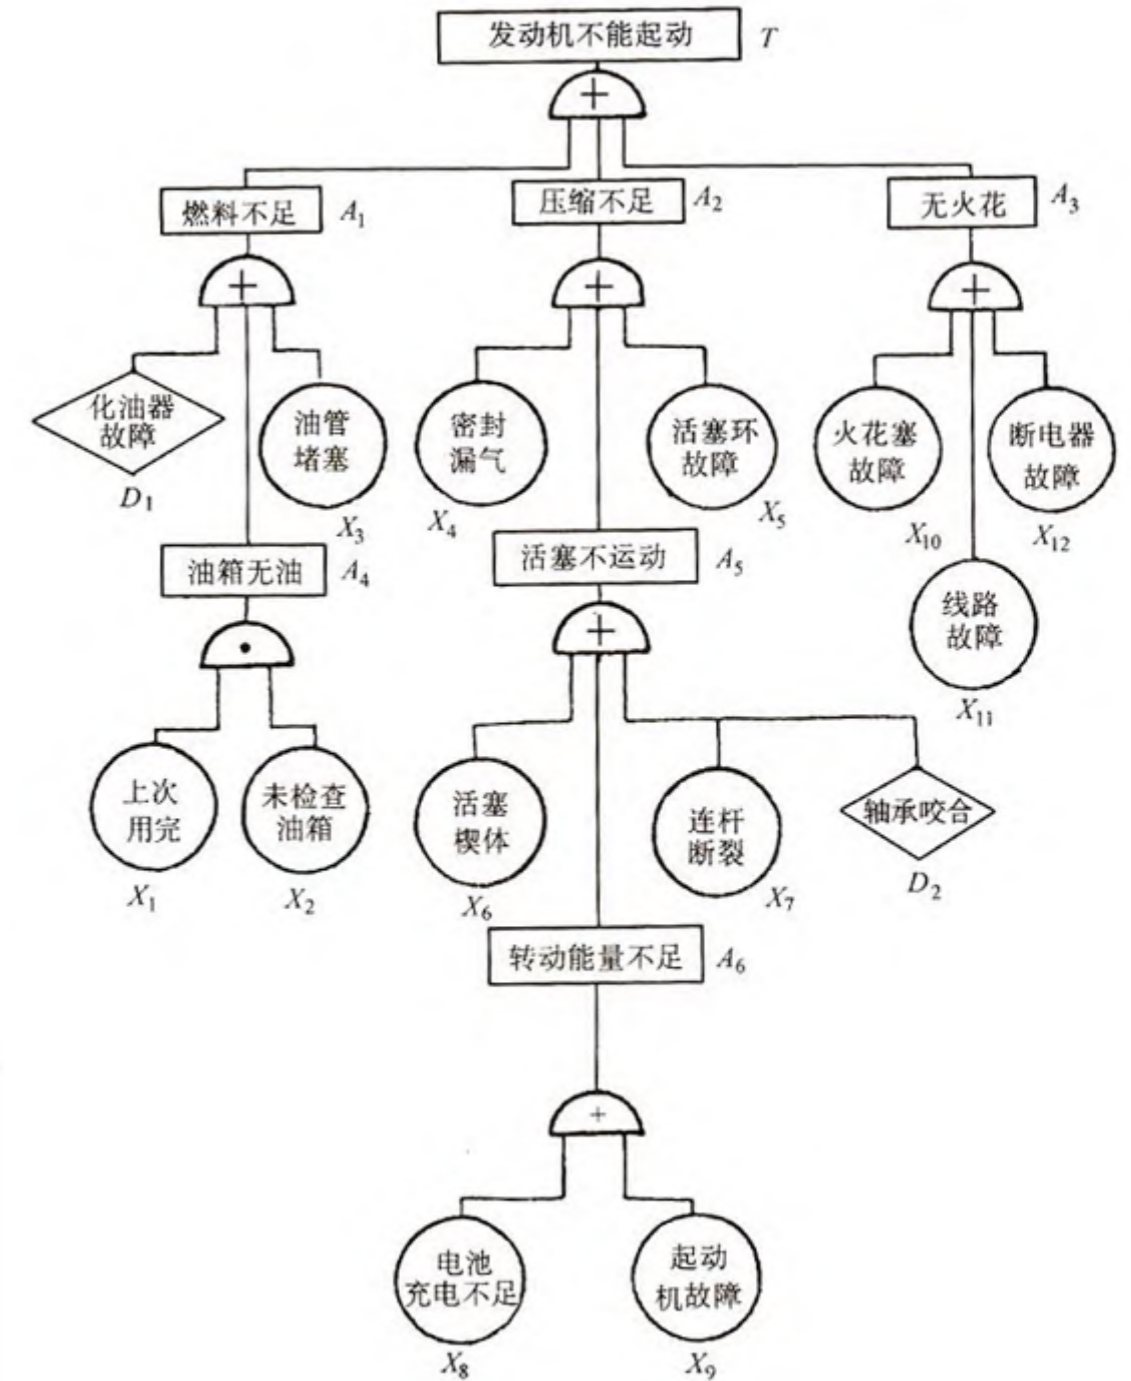 发动机不能起动 T
+
燃料不足 A1
压缩不足 A2
无火花 A3
+
+
+
化油器
故障
D1
油管
堵塞
X3
密封
漏气
X4
活塞环
故障
X5
火花塞
故障
X10
断电器
故障
X12
油箱无油 A4
活塞不运动 A5
线路
故障
X11
+
上次
用完
X1
未检查
油箱
X2
活塞
楔体
X6
连杆
断裂
X7
轴承咬合
D2
转动能量不足 A6
+
电池
充电不足
X8
起动
机故障
X9